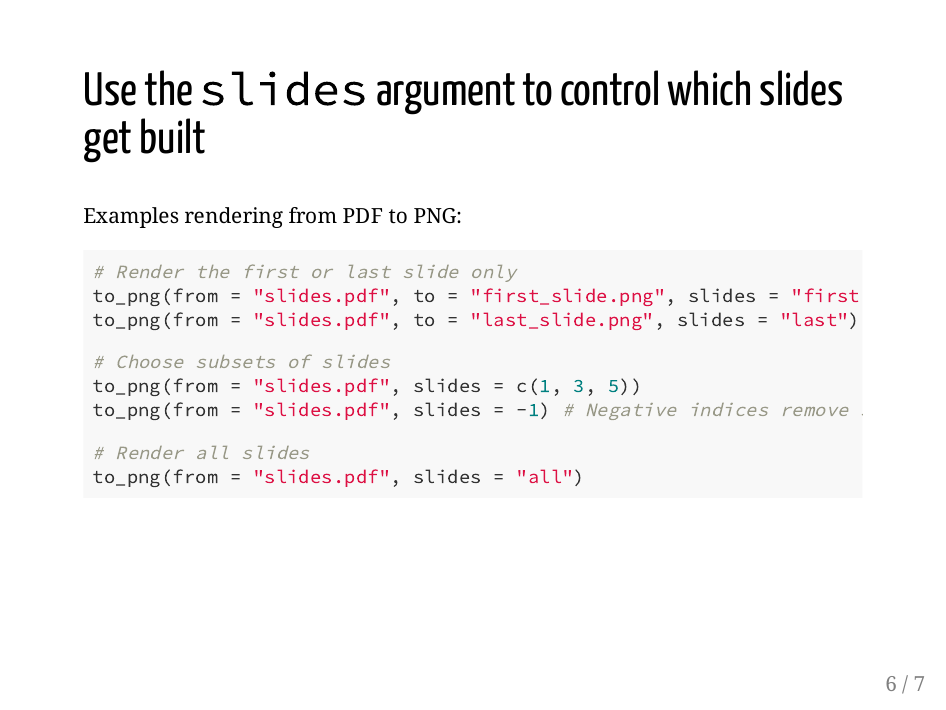 Use the slides argument to control which slides
get built
Examples rendering from PDF to PNG:
# Render the first or last slide only
to_png(from = "slides.pdf", to = "first_slide.png", slides = "first
to_png(from = "slides.pdf", to = "last_slide.png", slides = "last")
# Choose subsets of slides
to_png(from = "slides.pdf", slides = c(1, 3, 5))
to_png(from = "slides.pdf", slides = -1) # Negative indices remove
# Render all slides
to_png(from = "slides.pdf", slides = "all")
6 / 7